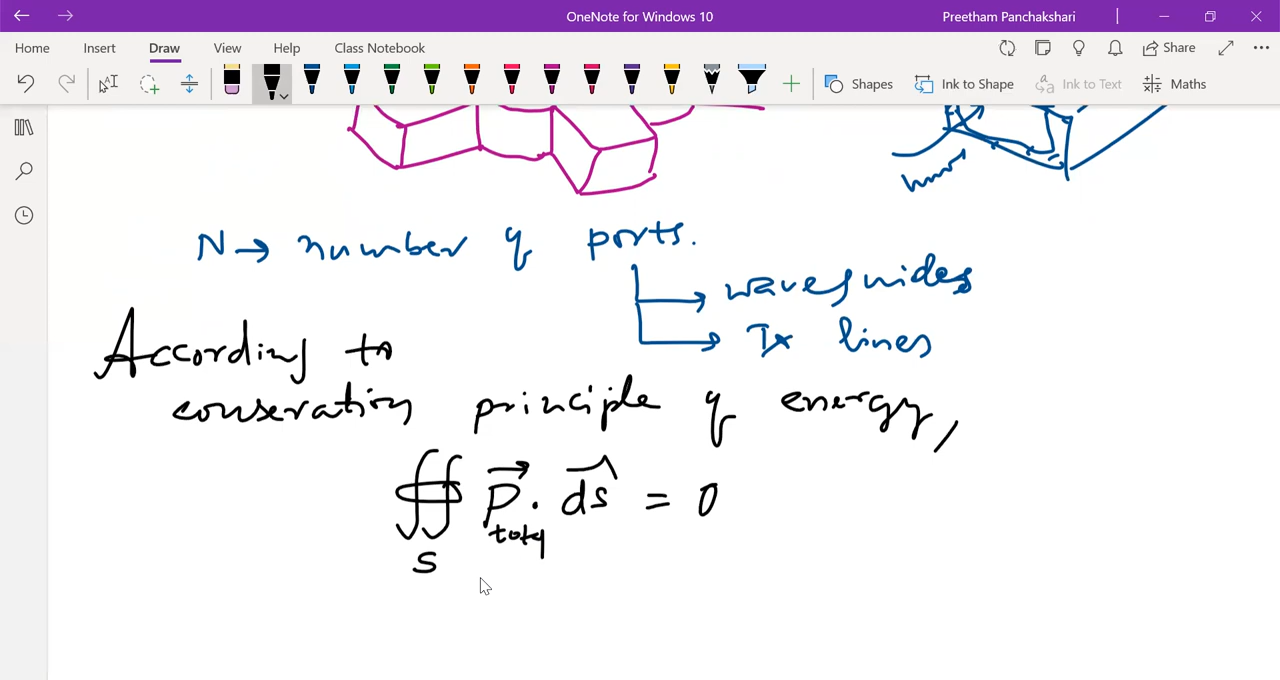 OneNote for Windows 10
Preetham Panchakshari
Home Insert Draw View Help Class Notebook Share
Shapes Ink to Shape Ink to Text Maths
N → number of ports.
→ waveguides
→ Tx lines
According to
conseration principle of energy,
∯ P⃗ . ds⃗ = 0
S total